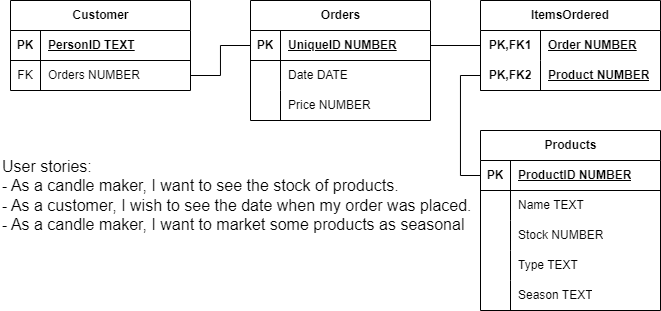 Customer
PK PersonID TEXT
FK Orders NUMBER
Orders
PK UniqueID NUMBER
Date DATE
Price NUMBER
ItemsOrdered
PK,FK1 Order NUMBER
PK,FK2 Product NUMBER
Products
PK ProductID NUMBER
Name TEXT
Stock NUMBER
Type TEXT
Season TEXT
User stories:
- As a candle maker, I want to see the stock of products.
- As a customer, I wish to see the date when my order was placed.
- As a candle maker, I want to market some products as seasonal